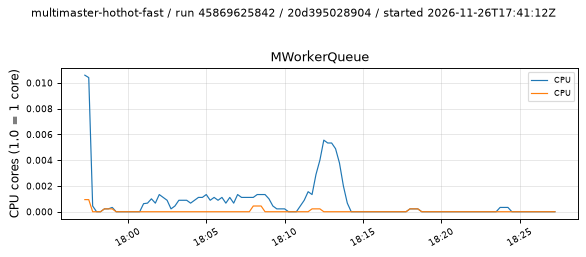 multimaster-hothot-fast / run 45869625842 / 20d395028904 / started 2026-11-26T17:41:12Z
MWorkerQueue
CPU cores (1.0 = 1 core)
0.010
0.008
0.006
0.004
0.002
0.000
CPU
CPU
18:00
18:05
18:10
18:15
18:20
18:25